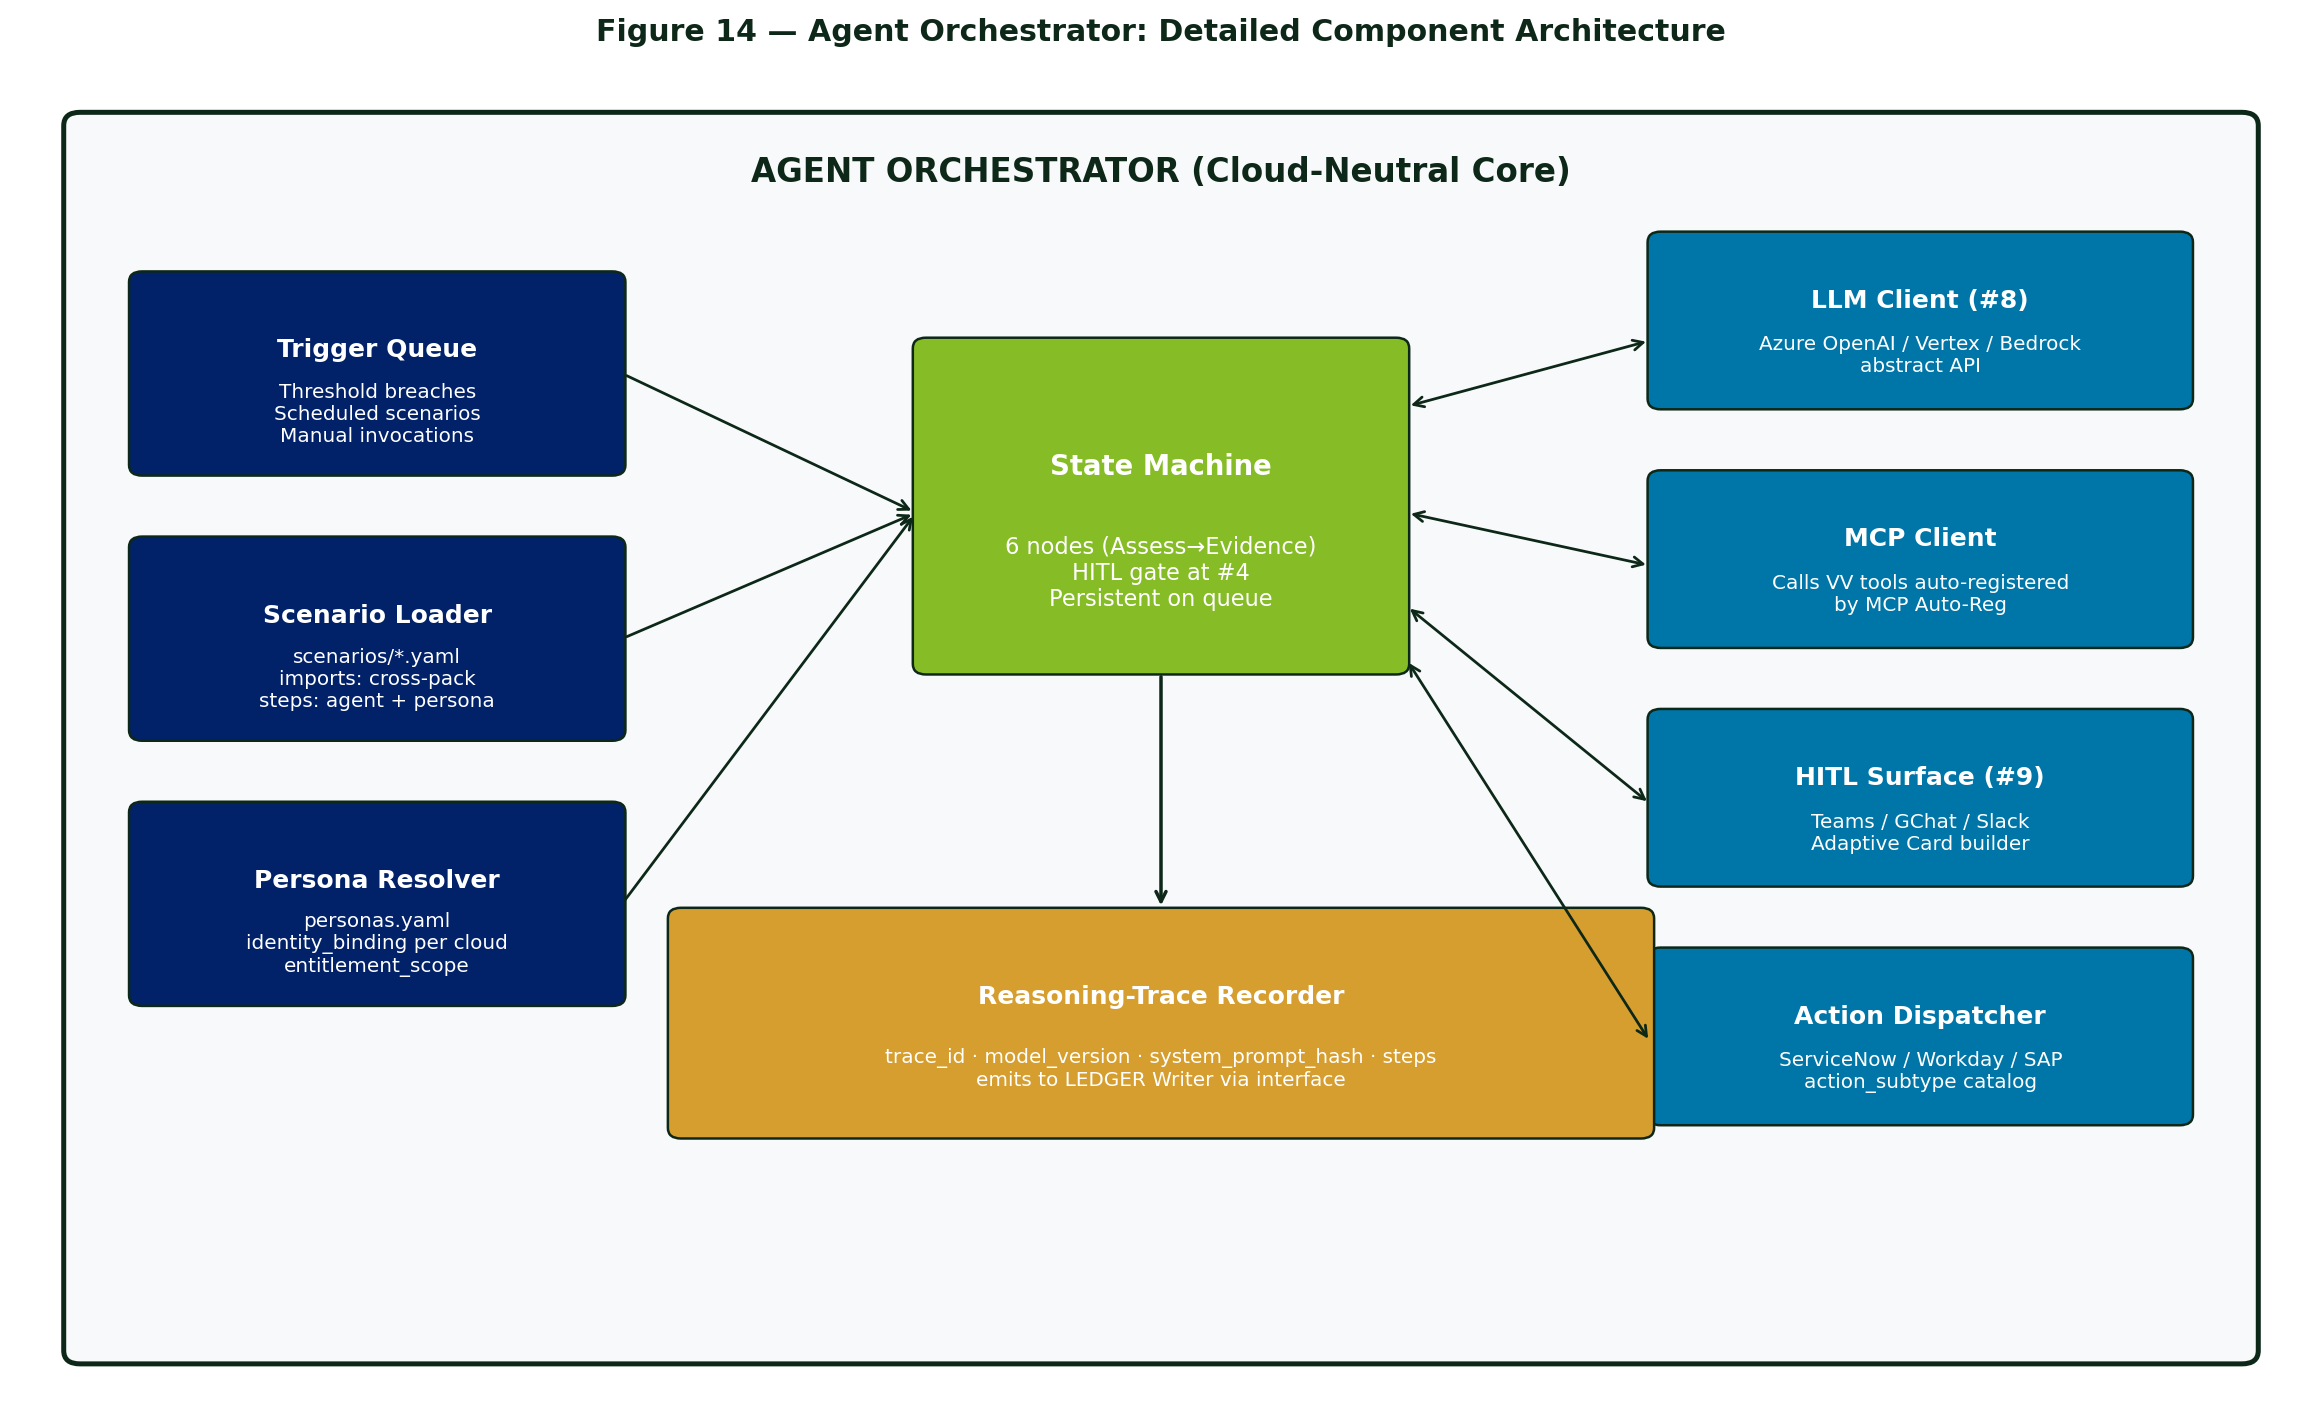 Figure 14 — Agent Orchestrator: Detailed Component Architecture
AGENT ORCHESTRATOR (Cloud-Neutral Core)
Trigger Queue
Threshold breaches
Scheduled scenarios
Manual invocations
Scenario Loader
scenarios/*.yaml
imports: cross-pack
steps: agent + persona
Persona Resolver
personas.yaml
identity_binding per cloud
entitlement_scope
State Machine
6 nodes (Assess→Evidence)
HITL gate at #4
Persistent on queue
Reasoning-Trace Recorder
trace_id · model_version · system_prompt_hash · steps
emits to LEDGER Writer via interface
LLM Client (#8)
Azure OpenAI / Vertex / Bedrock
abstract API
MCP Client
Calls VV tools auto-registered
by MCP Auto-Reg
HITL Surface (#9)
Teams / GChat / Slack
Adaptive Card builder
Action Dispatcher
ServiceNow / Workday / SAP
action_subtype catalog